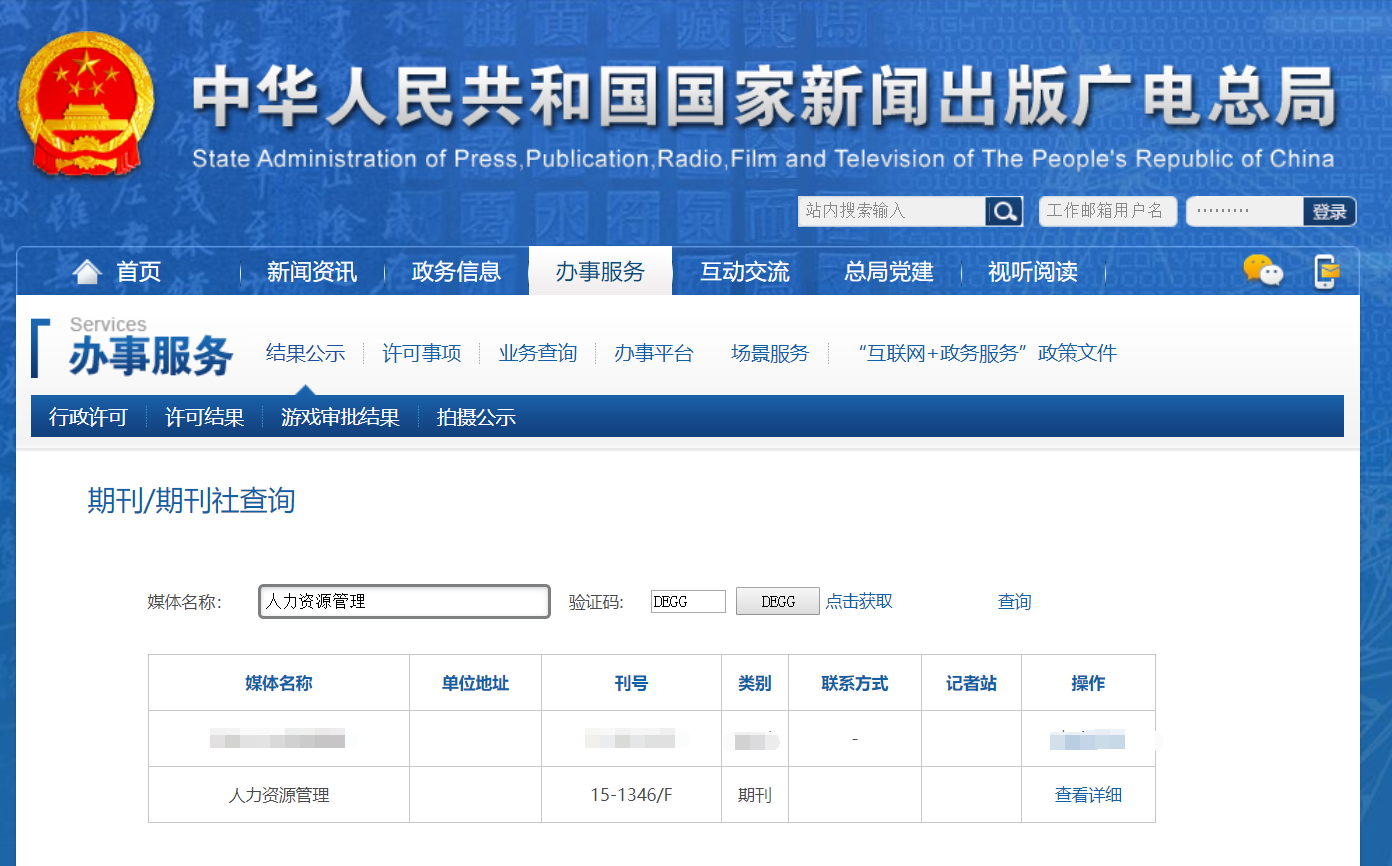 中华人民共和国国家新闻出版广电总局
State Administration of Press,Publication,Radio,Film and Television of The People's Republic of China
站内搜索输入 工作邮箱用户名 ········· 登录
首页 新闻资讯 政务信息 办事服务 互动交流 总局党建 视听阅读
Services
办事服务 结果公示 许可事项 业务查询 办事平台 场景服务 “互联网+政务服务”政策文件
行政许可 许可结果 游戏审批结果 拍摄公示
期刊/期刊社查询
媒体名称: 人力资源管理 验证码: DEGG DEGG 点击获取 查询
媒体名称 单位地址 刊号 类别 联系方式 记者站 操作
-
人力资源管理 15-1346/F 期刊 查看详细